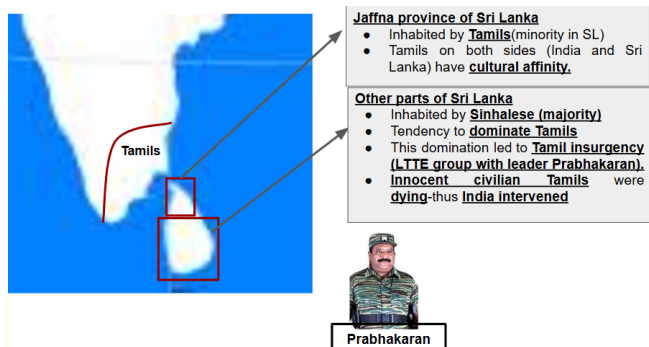 Jaffna province of Sri Lanka
● Inhabited by Tamils(minority in SL)
● Tamils on both sides (India and Sri
Lanka) have cultural affinity.
Other parts of Sri Lanka
● Inhabited by Sinhalese (majority)
● Tendency to dominate Tamils
● This domination led to Tamil insurgency
(LTTE group with leader Prabhakaran).
● Innocent civilian Tamils were
dying-thus India intervened
Tamils
Prabhakaran